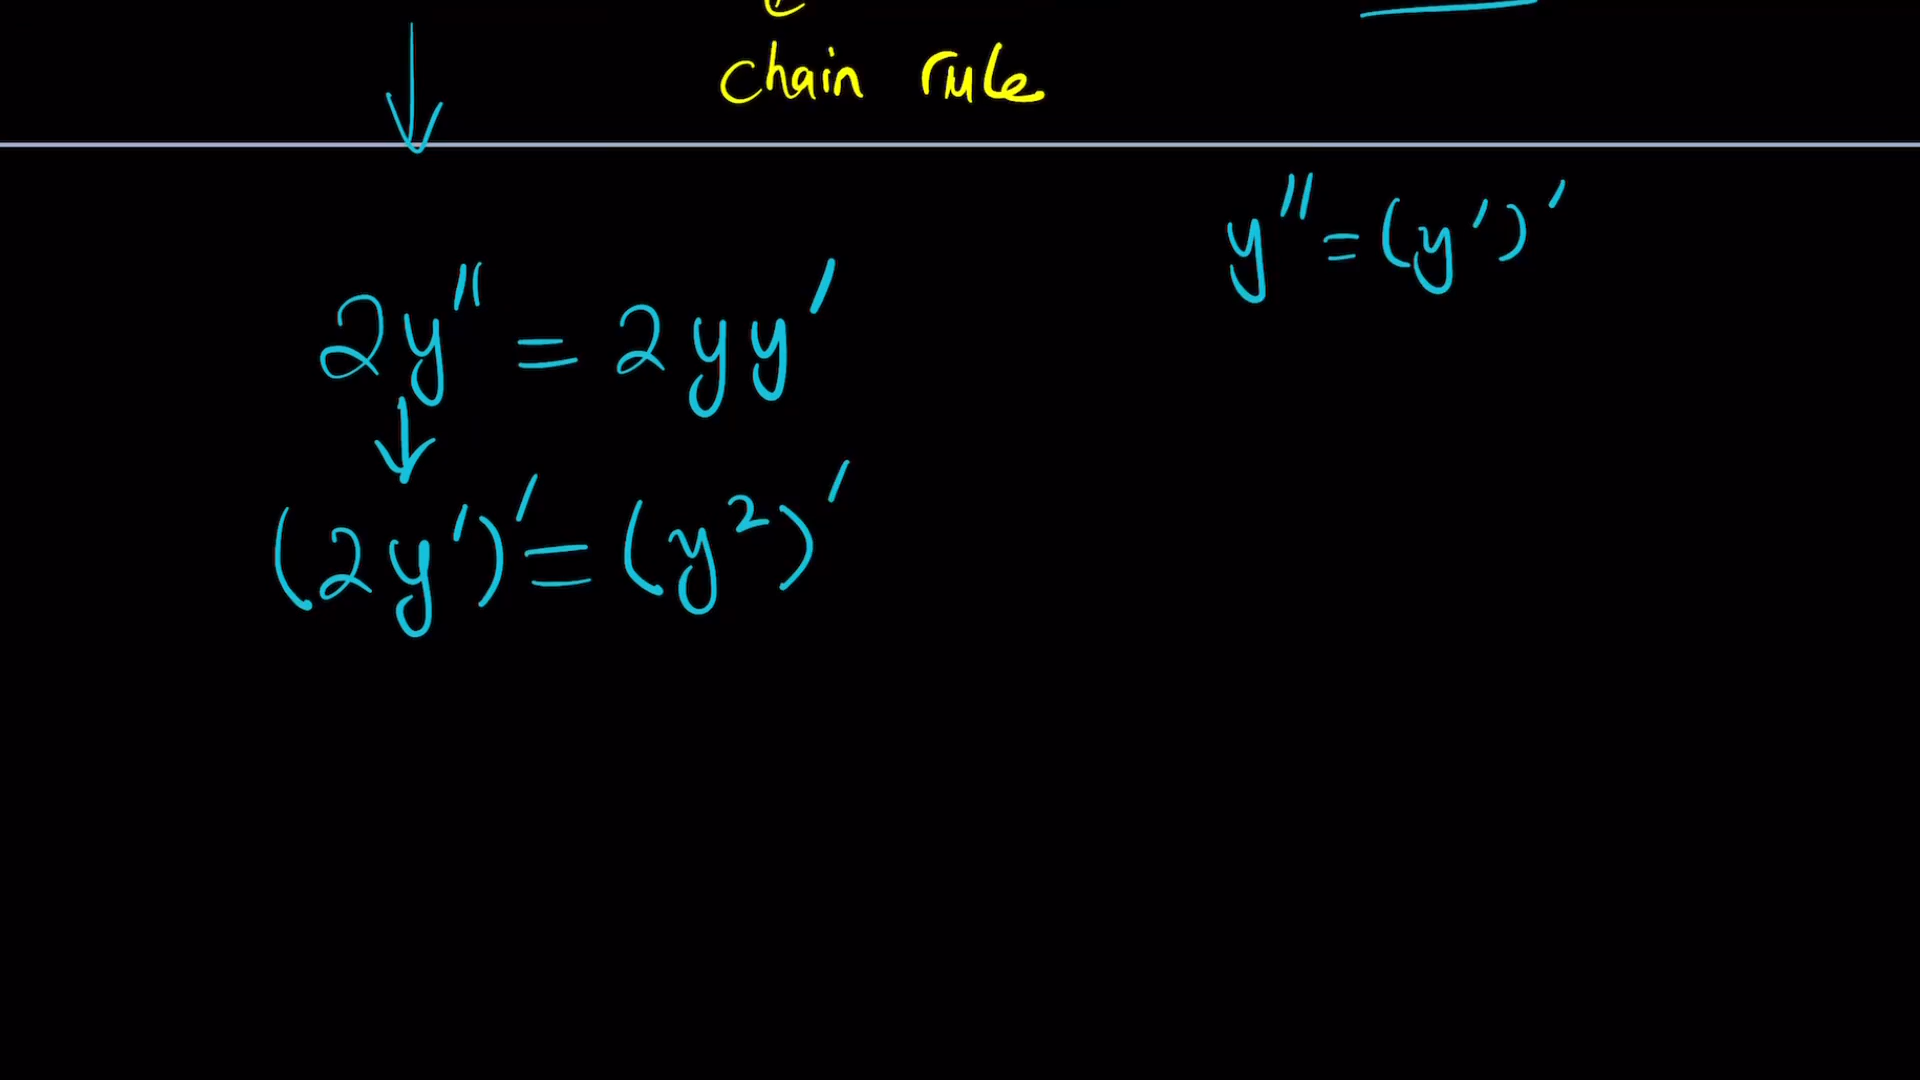 chain rule
y'' = (y')'
2y'' = 2yy'
(2y')' = (y²)'